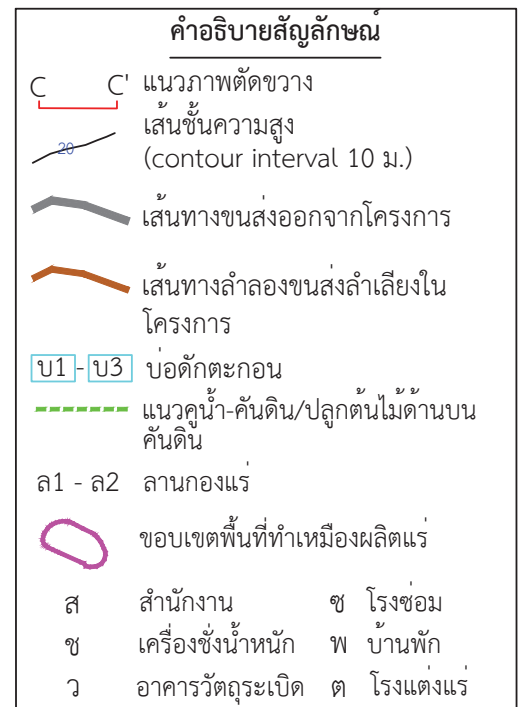 คำอธิบายสัญลักษณ์
C C' แนวภาพตัดขวาง
20 เส้นชั้นความสูง
(contour interval 10 ม.)
เส้นทางขนส่งออกจากโครงการ
เส้นทางลำลองขนส่งลำเลียงใน
โครงการ
บ1 - บ3 บ่อดักตะกอน
แนวคูน้ำ-คันดิน/ปลูกต้นไม้ด้านบน
คันดิน
ล1 - ล2 ลานกองแร่
ขอบเขตพื้นที่ทำเหมืองผลิตแร่
ส สำนักงาน ซ โรงซ่อม
ช เครื่องชั่งน้ำหนัก พ บ้านพัก
ว อาคารวัตถุระเบิด ต โรงแต่งแร่